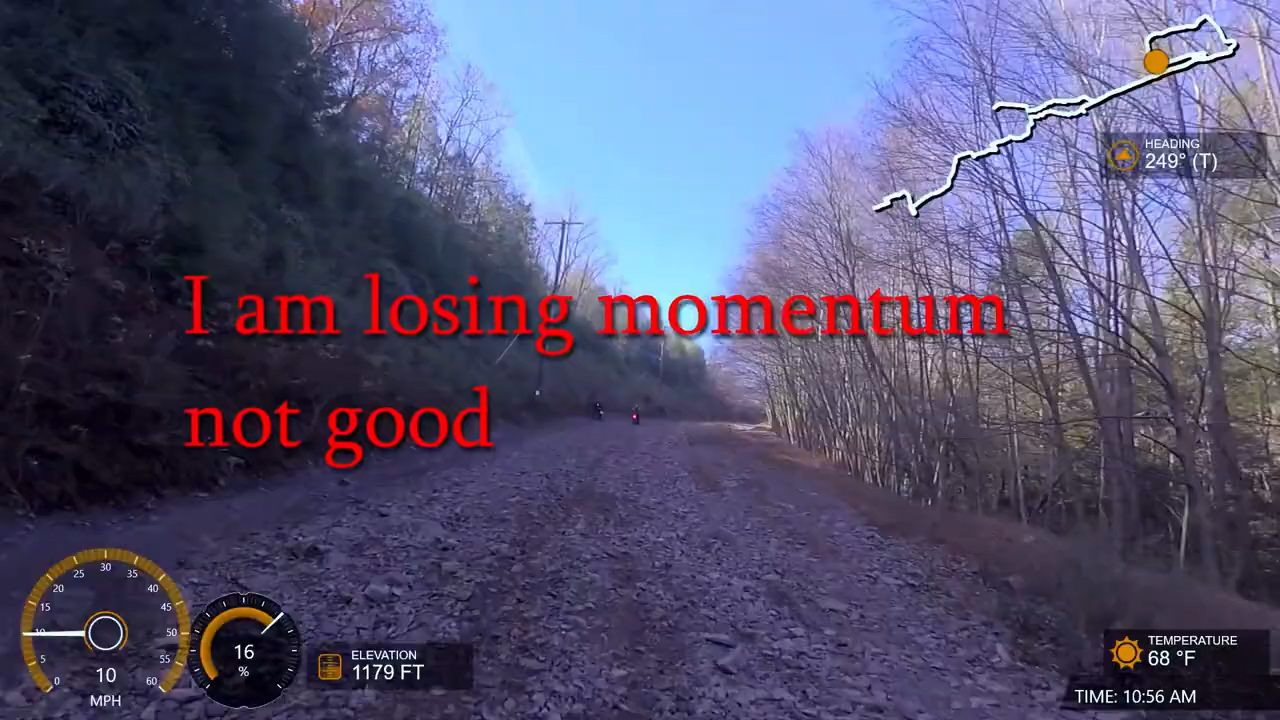 HEADING
249° (T)
I am losing momentum
not good
0
5
10
15
20
25
30
35
40
45
50
55
60
10
MPH
16
%
ELEVATION
1179 FT
TEMPERATURE
68 °F
TIME: 10:56 AM